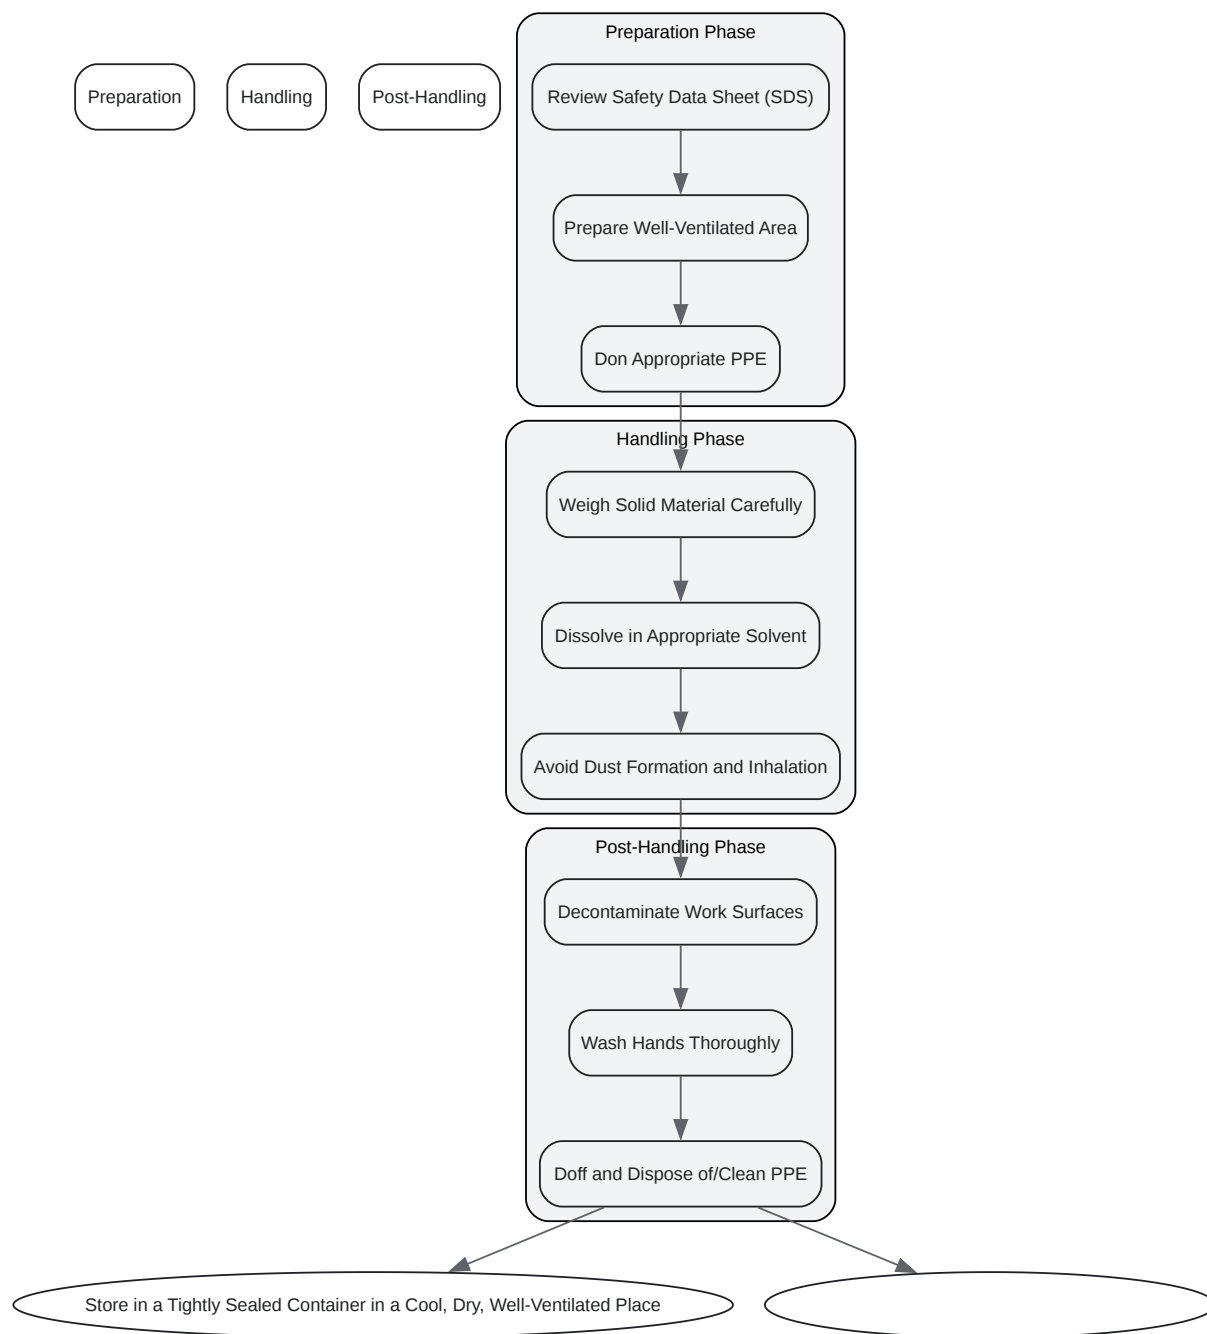 Preparation
Handling
Post-Handling
Preparation Phase
Review Safety Data Sheet (SDS)
Prepare Well-Ventilated Area
Don Appropriate PPE
Handling Phase
Weigh Solid Material Carefully
Dissolve in Appropriate Solvent
Avoid Dust Formation and Inhalation
Post-Handling Phase
Decontaminate Work Surfaces
Wash Hands Thoroughly
Doff and Dispose of/Clean PPE
Store in a Tightly Sealed Container in a Cool, Dry, Well-Ventilated Place